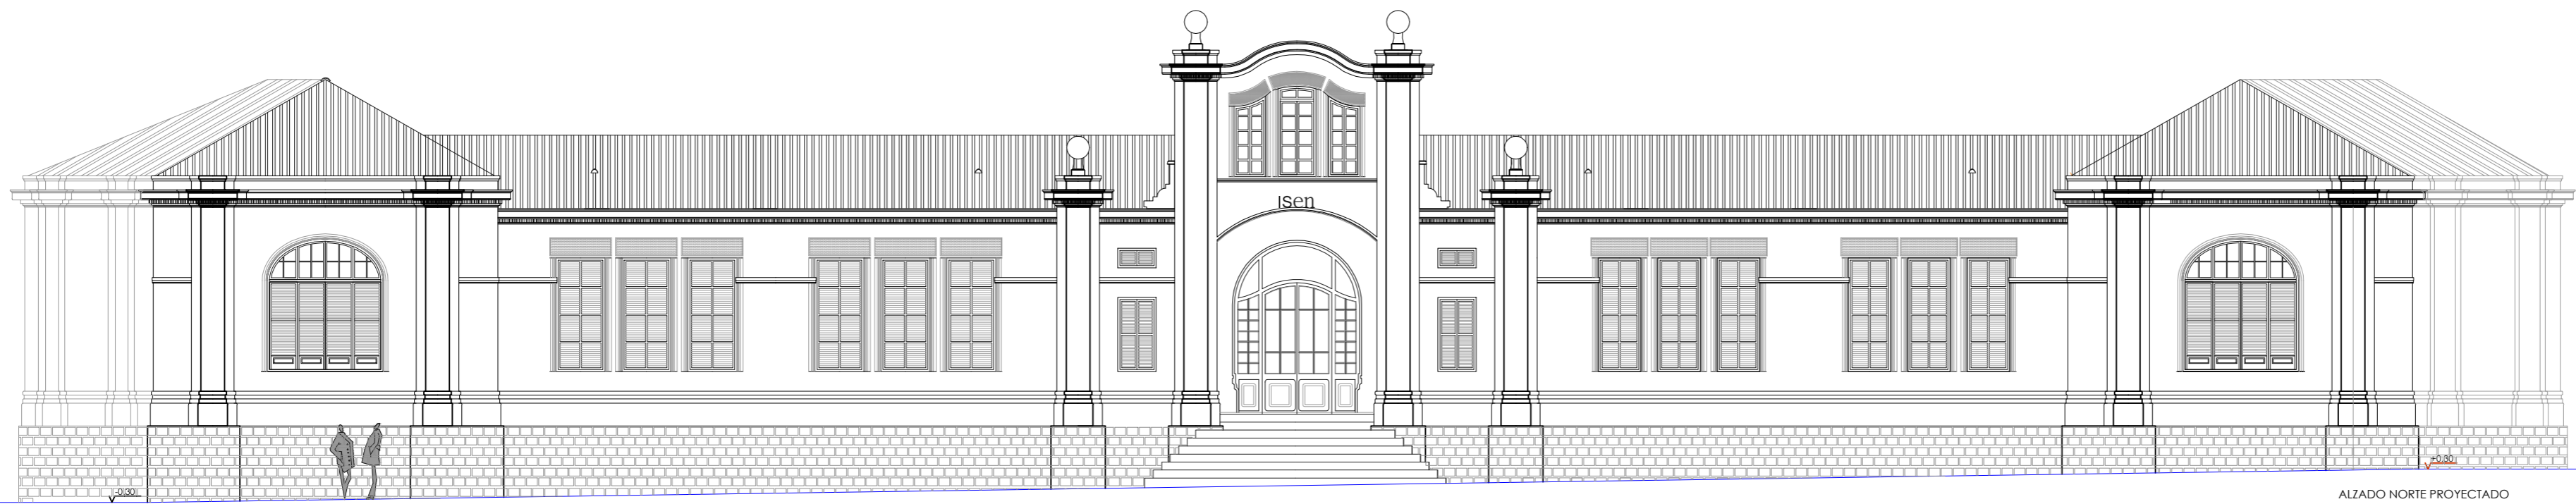 ISen
-0.30
+0.30
ALZADO NORTE PROYECTADO